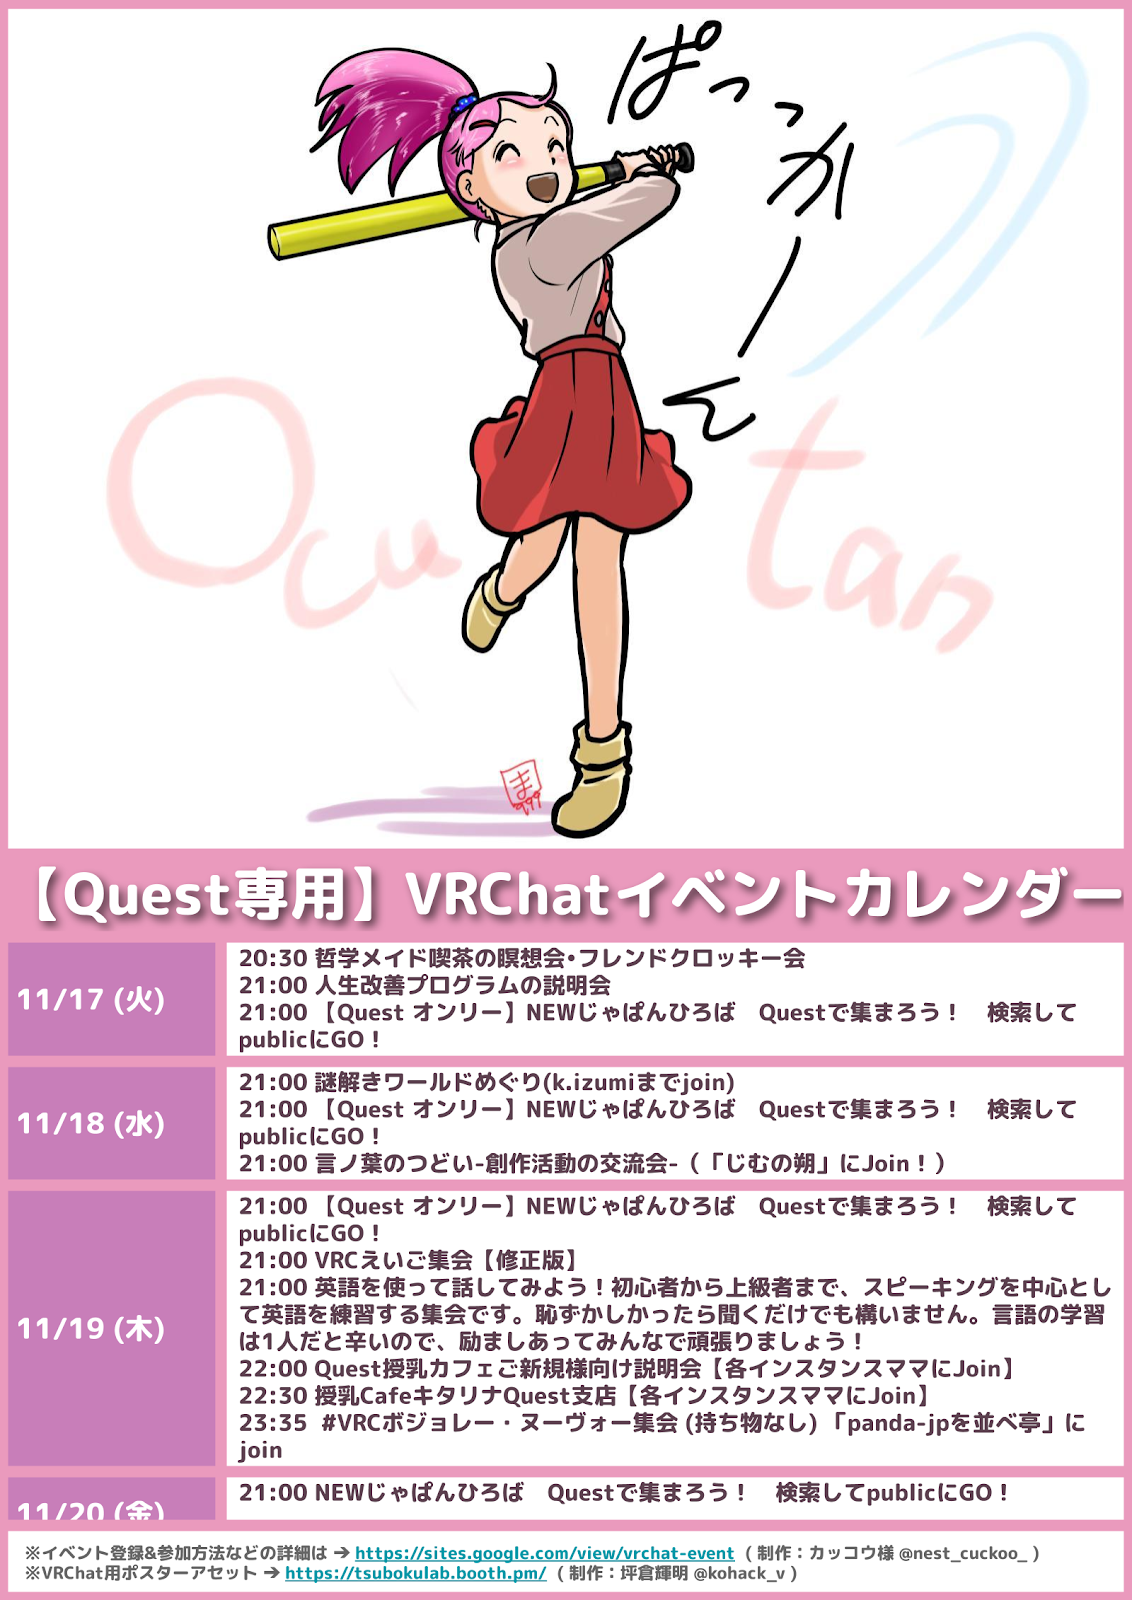 ぱっっかーん
Ocutan
ま
999
【Quest専用】VRChatイベントカレンダー
11/17 (火)
20:30 哲学メイド喫茶の瞑想会・フレンドクロッキー会
21:00 人生改善プログラムの説明会
21:00 【Quest オンリー】NEWじゃぱんひろば　Questで集まろう！　検索して
publicにGO！
11/18 (水)
21:00 謎解きワールドめぐり(k.izumiまでjoin)
21:00 【Quest オンリー】NEWじゃぱんひろば　Questで集まろう！　検索して
publicにGO！
21:00 言ノ葉のつどい-創作活動の交流会-（「じむの朔」にJoin！）
11/19 (木)
21:00 【Quest オンリー】NEWじゃぱんひろば　Questで集まろう！　検索して
publicにGO！
21:00 VRCえいご集会【修正版】
21:00 英語を使って話してみよう！初心者から上級者まで、スピーキングを中心とし
て英語を練習する集会です。恥ずかしかったら聞くだけでも構いません。言語の学習
は1人だと辛いので、励ましあってみんなで頑張りましょう！
22:00 Quest授乳カフェご新規様向け説明会【各インスタンスママにJoin】
22:30 授乳CafeキタリナQuest支店【各インスタンスママにJoin】
23:35 #VRCボジョレー・ヌーヴォー集会 (持ち物なし) 「panda-jpを並べ亭」に
join
11/20 (金)
21:00 NEWじゃぱんひろば　Questで集まろう！　検索してpublicにGO！
※イベント登録&参加方法などの詳細は ➔ https://sites.google.com/view/vrchat-event ( 制作：カッコウ様 @nest_cuckoo_ )
※VRChat用ポスターアセット ➔ https://tsubokulab.booth.pm/ ( 制作：坪倉輝明 @kohack_v )